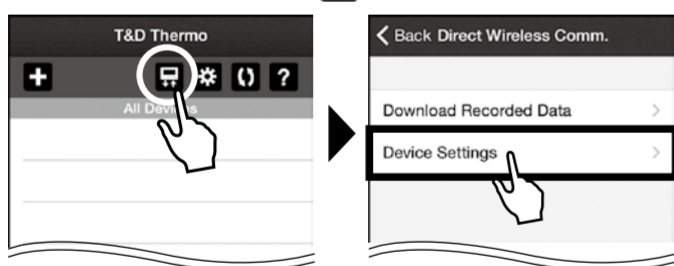 T&D Thermo
All Devices
Back Direct Wireless Comm.
Download Recorded Data
Device Settings